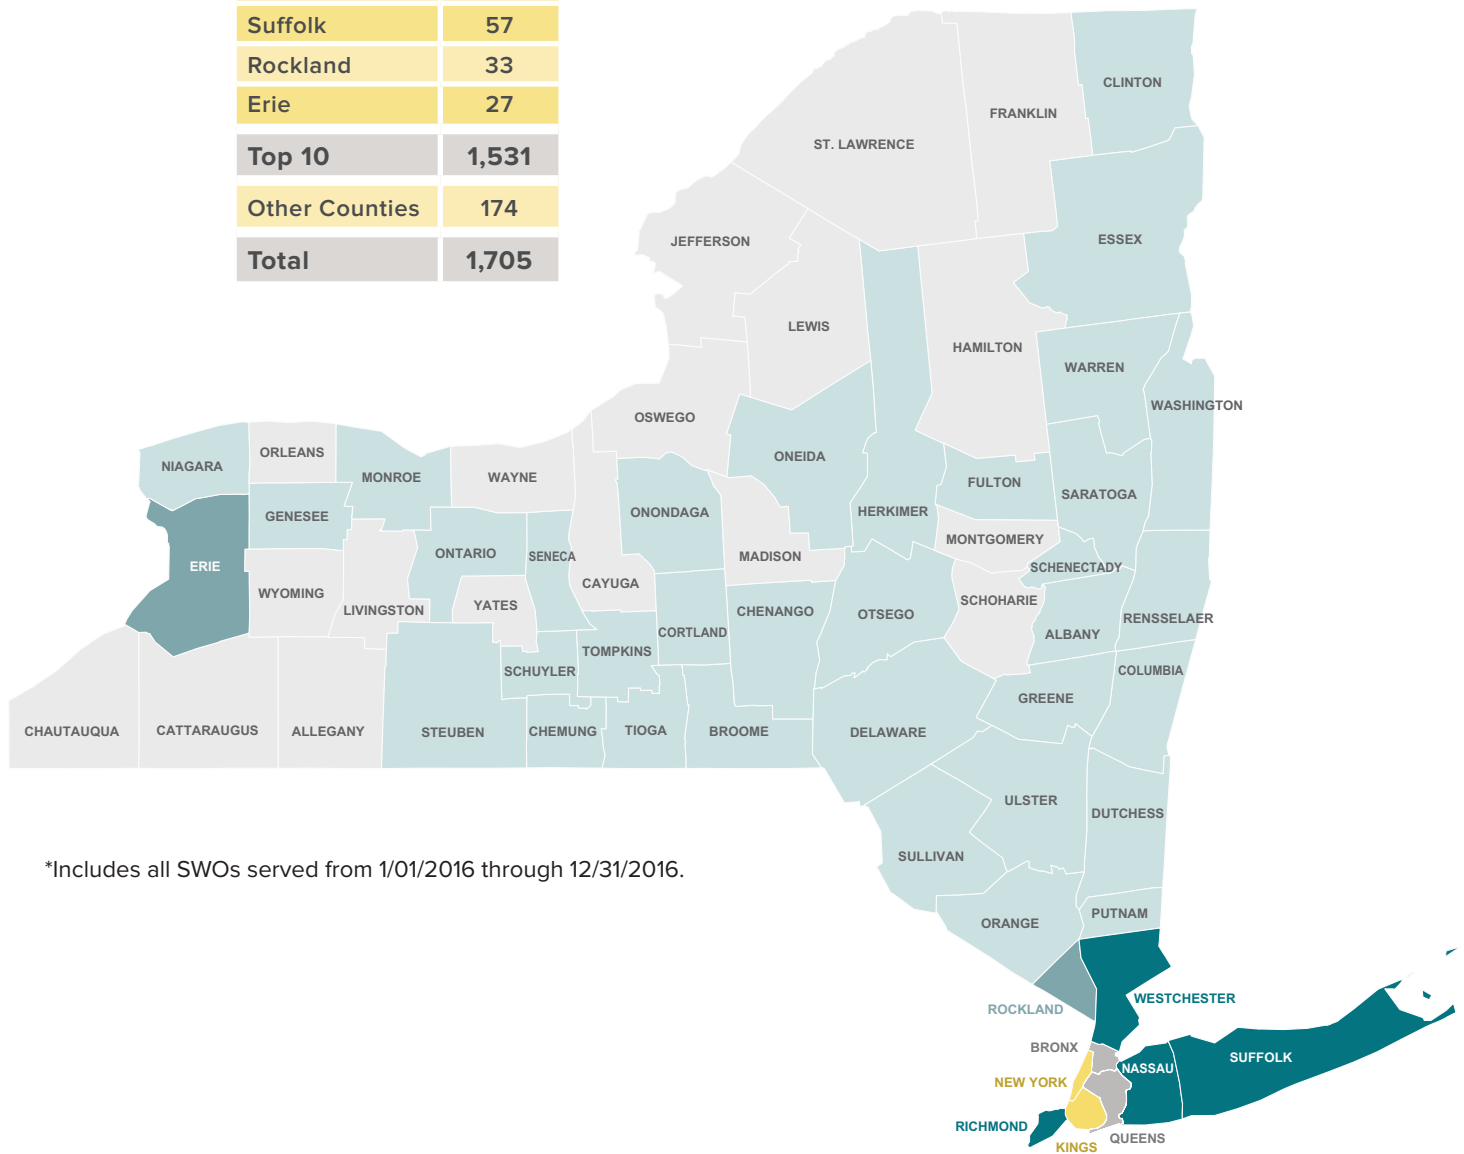 Suffolk 57
Rockland 33
Erie 27
Top 10 1,531
Other Counties 174
Total 1,705
CLINTON
FRANKLIN
ST. LAWRENCE
ESSEX
JEFFERSON
LEWIS
HAMILTON
WARREN
WASHINGTON
OSWEGO
ORLEANS
ONEIDA
NIAGARA
MONROE
WAYNE
FULTON
SARATOGA
GENESEE
ONONDAGA
HERKIMER
MONTGOMERY
ONTARIO
SENECA
MADISON
ERIE
SCHENECTADY
CAYUGA
WYOMING
YATES
SCHOHARIE
LIVINGSTON
CHENANGO
OTSEGO
RENSSELAER
CORTLAND
ALBANY
TOMPKINS
SCHUYLER
COLUMBIA
GREENE
CHAUTAUQUA
CATTARAUGUS
ALLEGANY
STEUBEN
CHEMUNG
TIOGA
BROOME
DELAWARE
ULSTER
DUTCHESS
SULLIVAN
*Includes all SWOs served from 1/01/2016 through 12/31/2016.
PUTNAM
ORANGE
WESTCHESTER
ROCKLAND
BRONX
SUFFOLK
NASSAU
NEW YORK
RICHMOND
QUEENS
KINGS